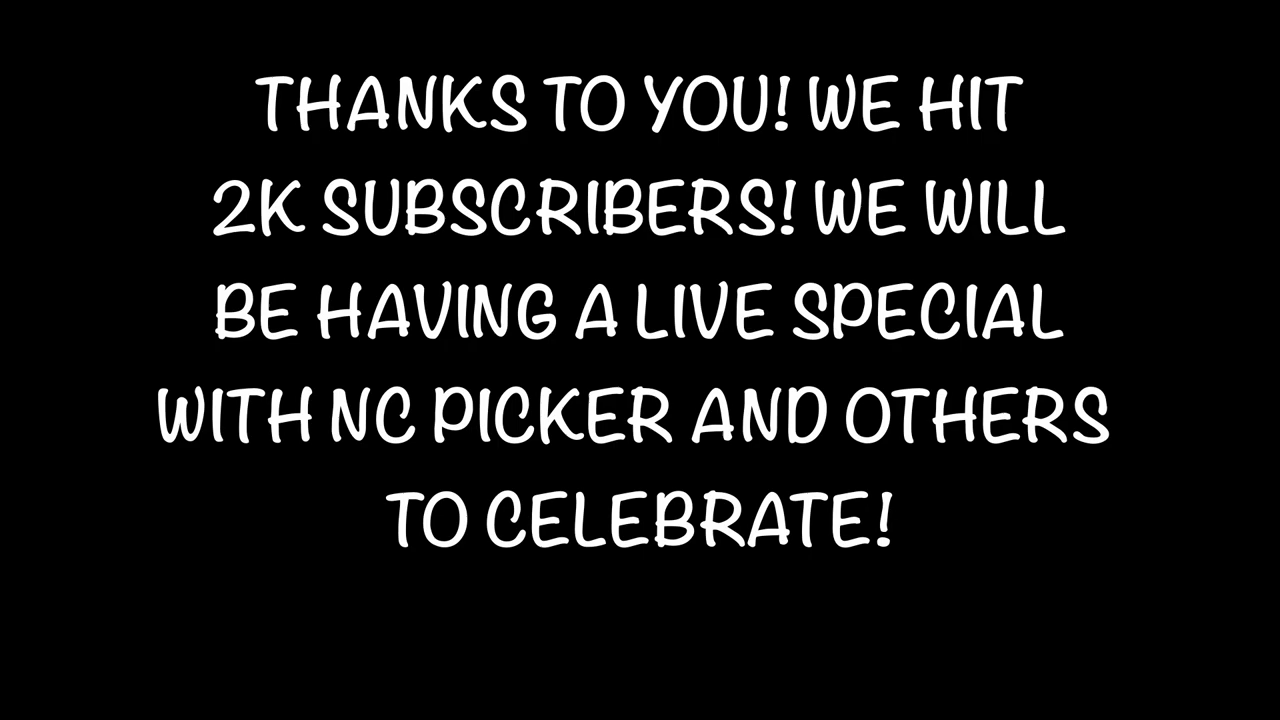 THANKS TO YOU! WE HIT
2K SUBSCRIBERS! WE WILL
BE HAVING A LIVE SPECIAL
WITH NC PICKER AND OTHERS
TO CELEBRATE!